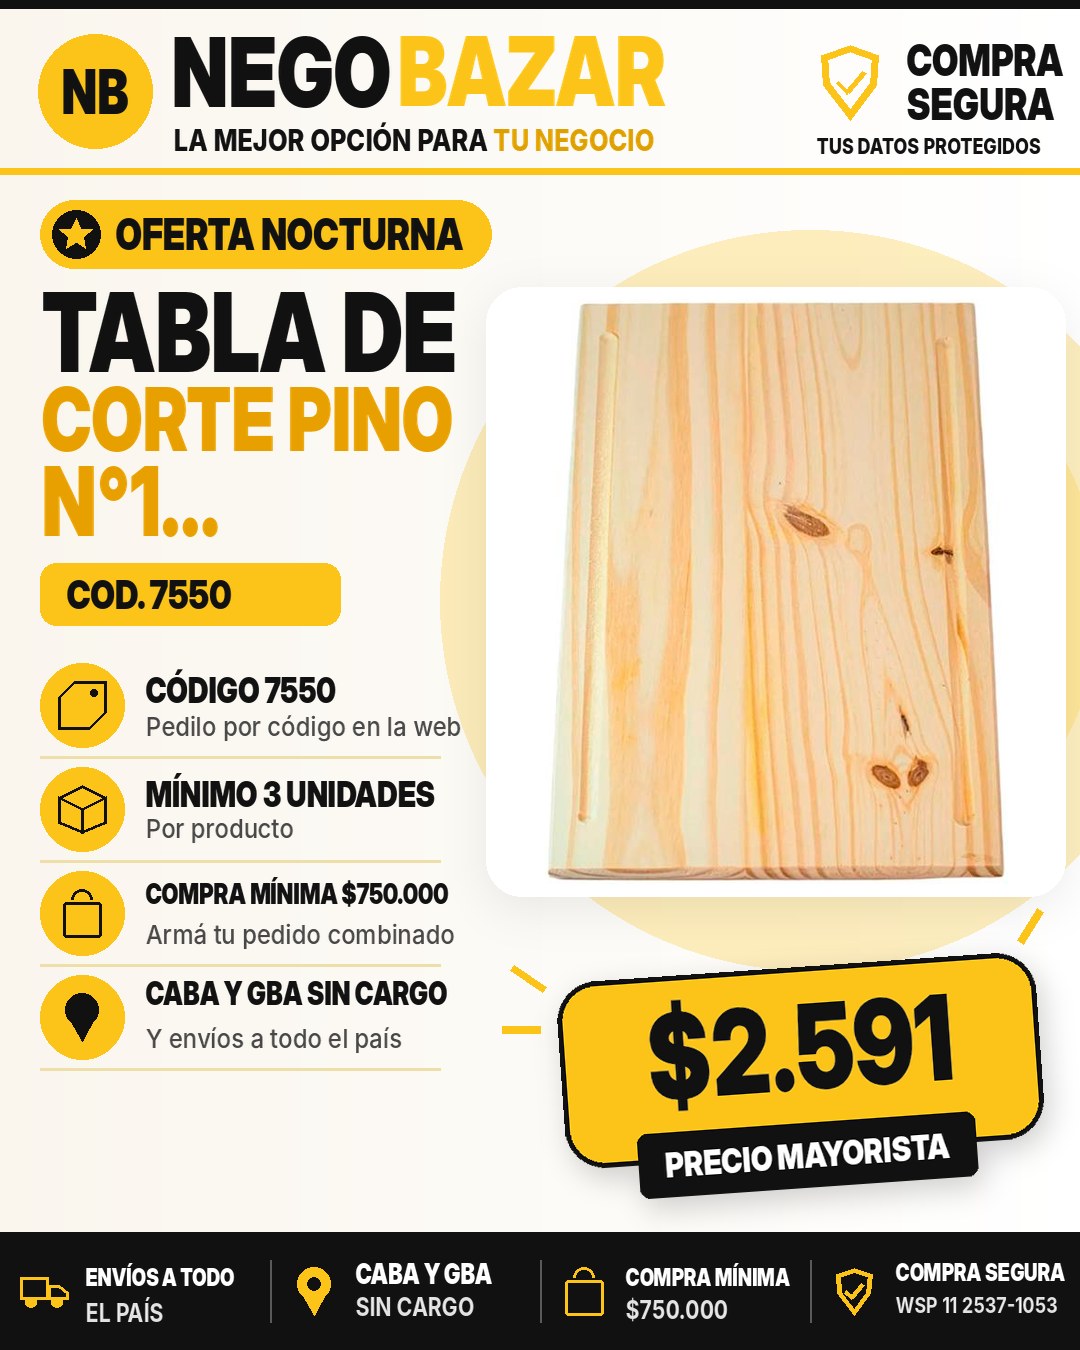 NB
NEGOBAZAR
LA MEJOR OPCIÓN PARA TU NEGOCIO
COMPRA
SEGURA
TUS DATOS PROTEGIDOS
OFERTA NOCTURNA
TABLA DE
CORTE PINO
N°1...
COD. 7550
CÓDIGO 7550
Pedilo por código en la web
MÍNIMO 3 UNIDADES
Por producto
COMPRA MÍNIMA $750.000
Armá tu pedido combinado
CABA Y GBA SIN CARGO
Y envíos a todo el país
$2.591
PRECIO MAYORISTA
ENVÍOS A TODO
EL PAÍS
CABA Y GBA
SIN CARGO
COMPRA MÍNIMA
$750.000
COMPRA SEGURA
WSP 11 2537-1053